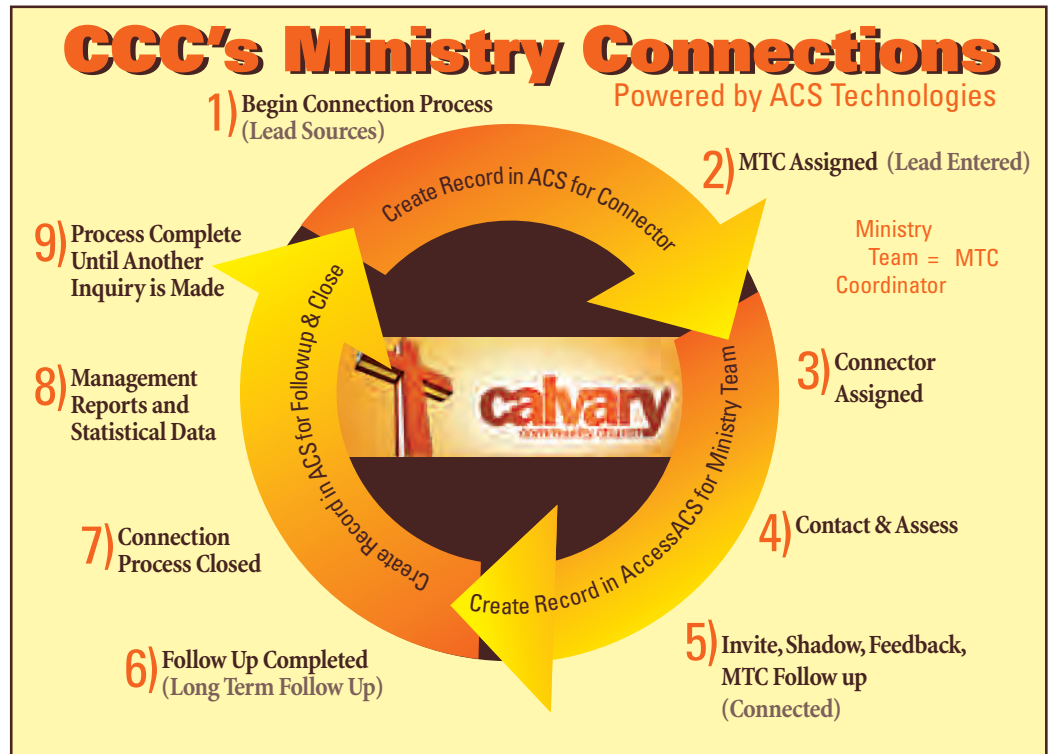 CCC's Ministry Connections
Powered by ACS Technologies
1) Begin Connection Process
(Lead Sources)
2) MTC Assigned (Lead Entered)
Ministry
Team = MTC
Coordinator
3) Connector
Assigned
4) Contact & Assess
5) Invite, Shadow, Feedback,
MTC Follow up
(Connected)
6) Follow Up Completed
(Long Term Follow Up)
7) Connection
Process Closed
8) Management
Reports and
Statistical Data
9) Process Complete
Until Another
Inquiry is Made
Create Record in ACS for Connector
Create Record in AccessACS for Ministry Team
Create Record in ACS for Followup & Close
calvary
community church